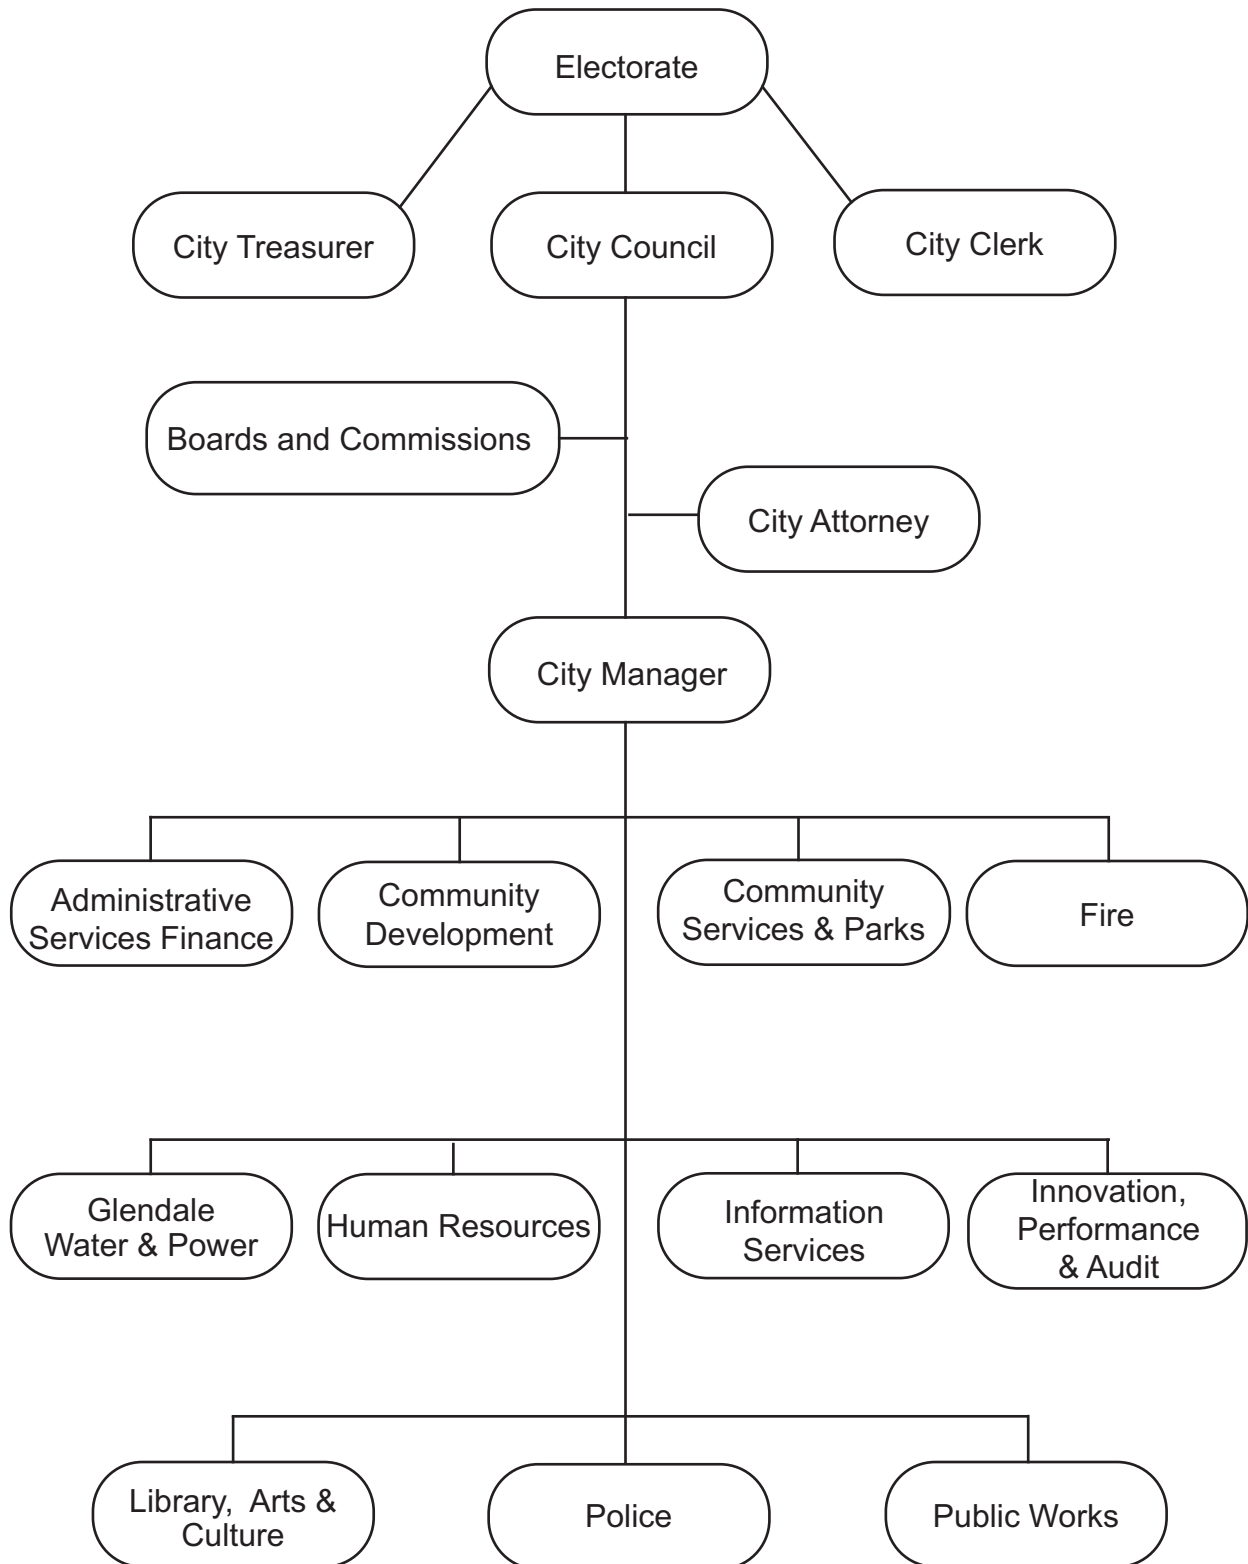 Electorate
City Treasurer
City Council
City Clerk
Boards and Commissions
City Attorney
City Manager
Administrative
Services Finance
Community
Development
Community
Services & Parks
Fire
Glendale
Water & Power
Human Resources
Information
Services
Innovation,
Performance
& Audit
Library, Arts &
Culture
Police
Public Works